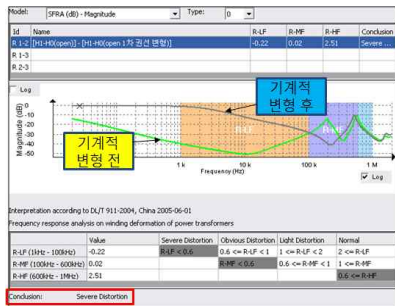 Model: SFRA (dB) - Magnitude Type: 0
Id Name R-LF R-MF R-HF Conclusion
R 1-2 [H1-H0(open)] - [H1-H0(open 1차 권선 변형)] -0.22 0.02 2.51 Severe ...
R 1-3
R 2-3
Log
기계적
변형 후
Magnitude (dB)
0
-10
-20
-30
-40
-50
R-LF
기계적
변형 전
1 k 10 k 100 k 1 M
Frequency (Hz)
Log
Interpretation according to DL/T 911-2004, China 2005-06-01
Frequency response analysis on winding deformation of power transformers
Value Severe Distortion Obvious Distortion Light Distortion Normal
R-LF (1kHz - 100kHz) -0.22 R-LF < 0.6 0.6 <= R-LF < 1 1 <= R-LF < 2 2 <= R-LF
R-MF (100kHz - 600kHz) 0.02 R-MF < 0.6 0.6 <= R-MF < 1 1 <= R-MF
R-HF (600kHz - 1MHz) 2.51 0.6 <= R-HF
Conclusion: Severe Distortion